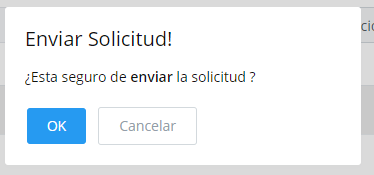 Enviar Solicitud!
¿Esta seguro de enviar la solicitud ?
OK
Cancelar